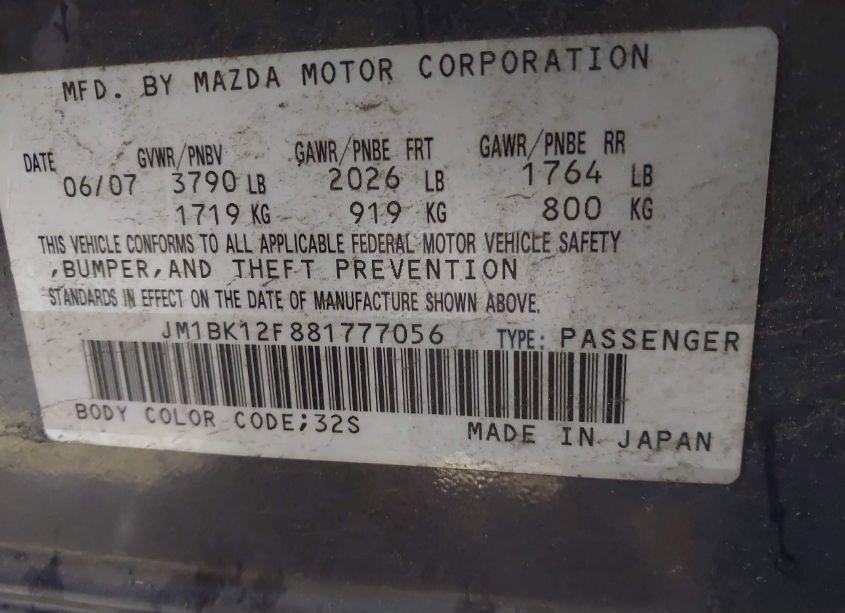 MFD. BY MAZDA MOTOR CORPORATION
DATE GVWR/PNBV GAWR/PNBE FRT GAWR/PNBE RR
06/07 3790 LB 2026 LB 1764 LB
1719 KG 919 KG 800 KG
THIS VEHICLE CONFORMS TO ALL APPLICABLE FEDERAL MOTOR VEHICLE SAFETY
,BUMPER,AND THEFT PREVENTION
STANDARDS IN EFFECT ON THE DATE OF MANUFACTURE SHOWN ABOVE.
JM1BK12F881777056 TYPE: PASSENGER
BODY COLOR CODE;32S MADE IN JAPAN